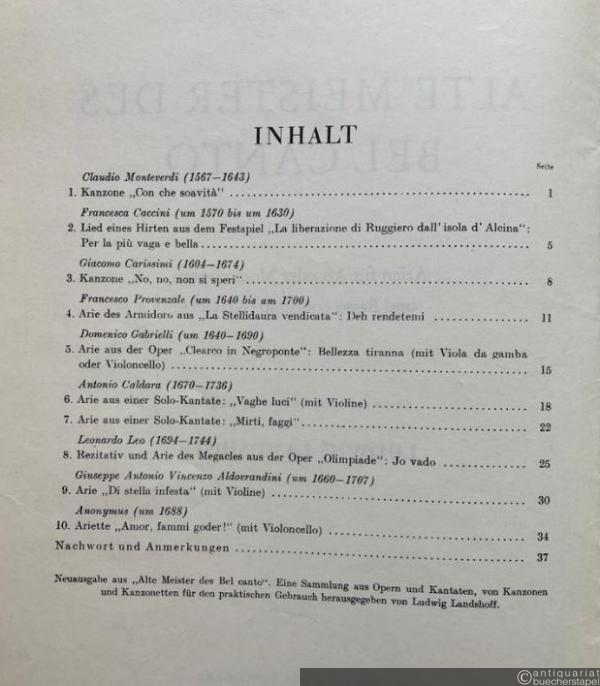 INHALT
Seite
Claudio Monteverdi (1567—1643)
1. Kanzone „Con che soavità“ ........ 1
Francesca Caccini (um 1570 bis um 1630)
2. Lied eines Hirten aus dem Festspiel „La liberazione di Ruggiero dall' isola d' Alcina“:
Per la più vaga e bella ........ 5
Giacomo Carissimi (1604—1674)
3. Kanzone „No, no, non si speri“ ........ 8
Francesco Provenzale (um 1640 bis um 1700)
4. Arie des Armidoro aus „La Stellidaura vendicata“: Deh rendetemi ........ 11
Domenico Gabrielli (um 1640—1690)
5. Arie aus der Oper „Clearco in Negroponte“: Bellezza tiranna (mit Viola da gamba
oder Violoncello) ........ 15
Antonio Caldara (1670—1736)
6. Arie aus einer Solo-Kantate: „Vaghe luci“ (mit Violine) ........ 18
7. Arie aus einer Solo-Kantate: „Mirti, faggi“ ........ 22
Leonardo Leo (1694—1744)
8. Rezitativ und Arie des Megacles aus der Oper „Olimpiade“: Jo vado ........ 25
Giuseppe Antonio Vincenzo Aldovrandini (um 1660—1707)
9. Arie „Di stella infesta“ (mit Violine) ........ 30
Anonymus (um 1688)
10. Ariette „Amor, fammi goder!“ (mit Violoncello) ........ 34
Nachwort und Anmerkungen ........ 37
Neuausgabe aus „Alte Meister des Bel canto“. Eine Sammlung aus Opern und Kantaten, von Kanzonen
und Kanzonetten für den praktischen Gebrauch herausgegeben von Ludwig Landshoff.
antiquariat
buecherstapel